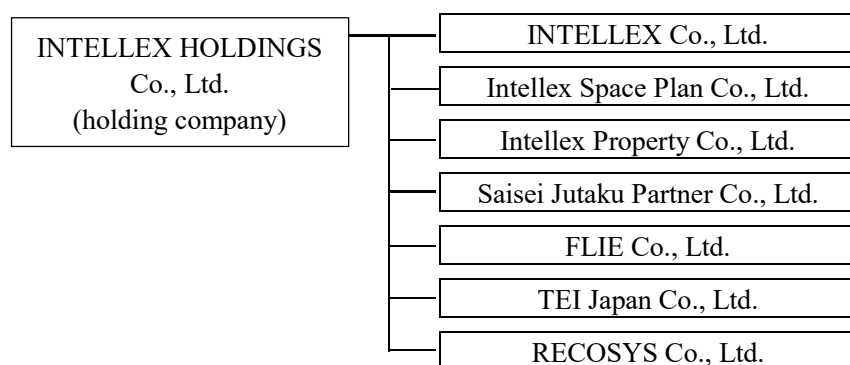 INTELLEX HOLDINGS
Co., Ltd.
(holding company)
INTELLEX Co., Ltd.
Intellex Space Plan Co., Ltd.
Intellex Property Co., Ltd.
Saisei Jutaku Partner Co., Ltd.
FLIE Co., Ltd.
TEI Japan Co., Ltd.
RECOSYS Co., Ltd.